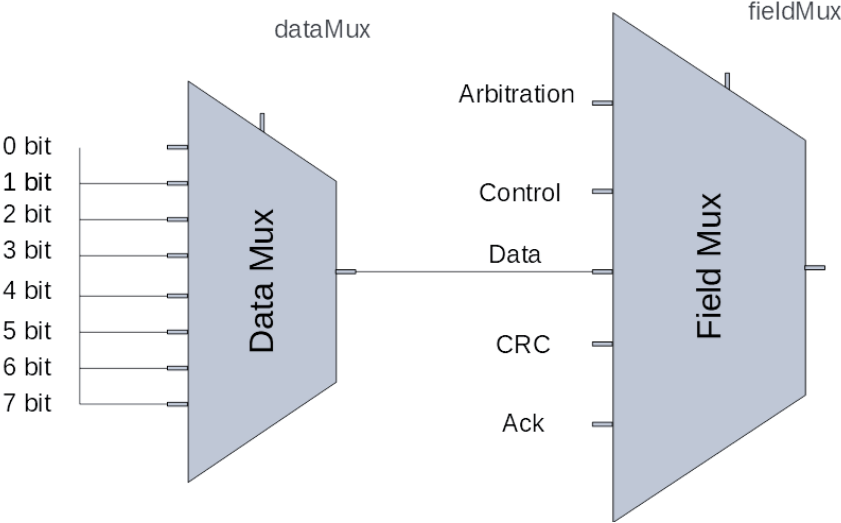 dataMux
fieldMux
0 bit
1 bit
2 bit
3 bit
4 bit
5 bit
6 bit
7 bit
Data Mux
Arbitration
Control
Data
CRC
Ack
Field Mux